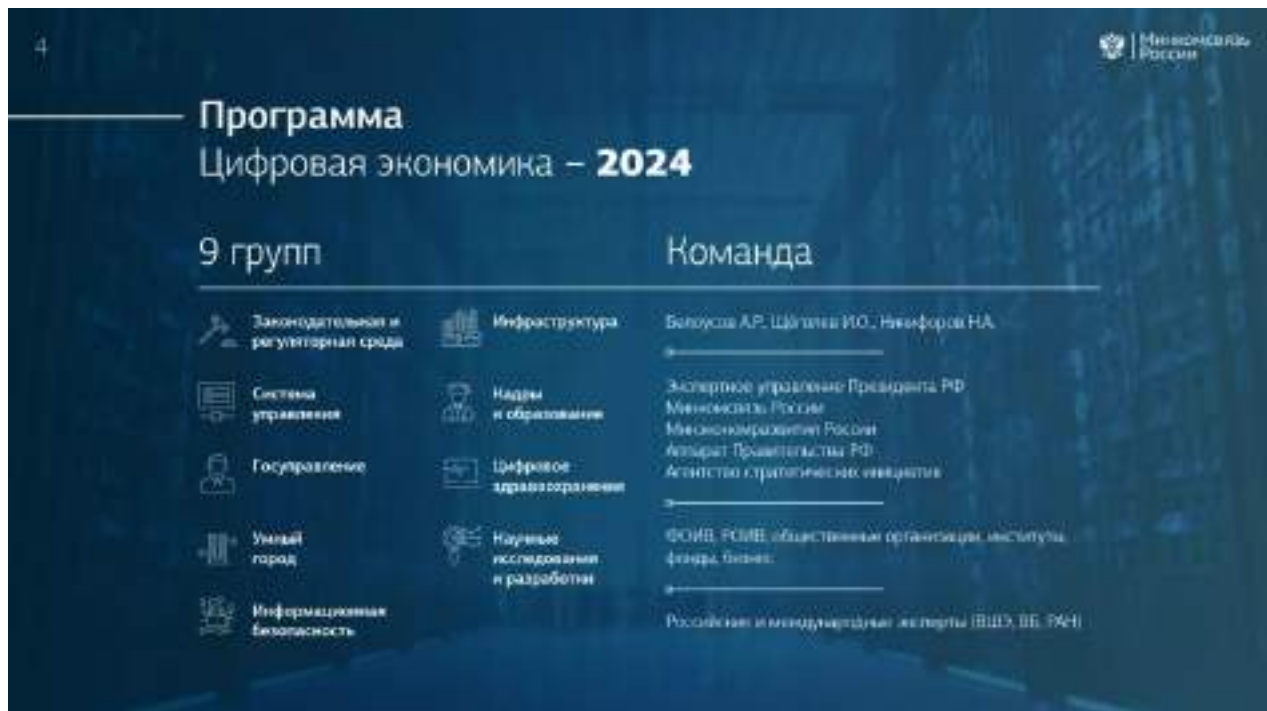 4
Минкомсвязь
России
Программа
Цифровая экономика – 2024
9 групп
Законодательная и
регуляторная среда
Система
управления
Госуправление
Умный
город
Информационная
безопасность
Инфраструктура
Кадры
и образование
Цифровое
здравоохранение
Научные
исследования
и разработки
Команда
Белоусов А.Р., Щёголев И.О., Никифоров Н.А.
Экспертное управление Президента РФ
Минкомсвязь России
Минэкономразвития России
Аппарат Правительства РФ
Агентство стратегических инициатив
ФОИВ, РОИВ, общественные организации, институты,
фонды, бизнес
Российские и международные эксперты (ВШЭ, ВБ, РАН)